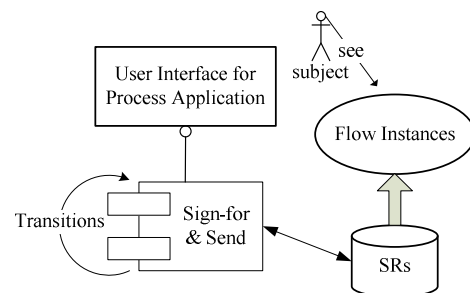 see
subject
User Interface for
Process Application
Flow Instances
Transitions
Sign-for
& Send
SRs